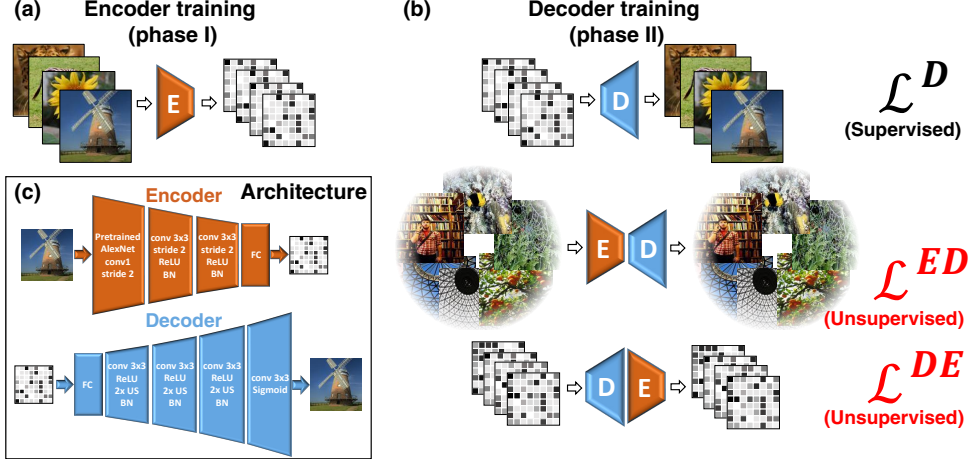 (a) Encoder training
(phase I)
E
(b) Decoder training
(phase II)
D
ℒ^D
(Supervised)
E D
ℒ^ED
(Unsupervised)
D E
ℒ^DE
(Unsupervised)
(c) Architecture
Encoder
Pretrained
AlexNet
conv1
stride 2
conv 3x3
stride 2
ReLU
BN
conv 3x3
stride 2
ReLU
BN
FC
Decoder
FC
conv 3x3
ReLU
2x US
BN
conv 3x3
ReLU
2x US
BN
conv 3x3
ReLU
2x US
BN
conv 3x3
Sigmoid